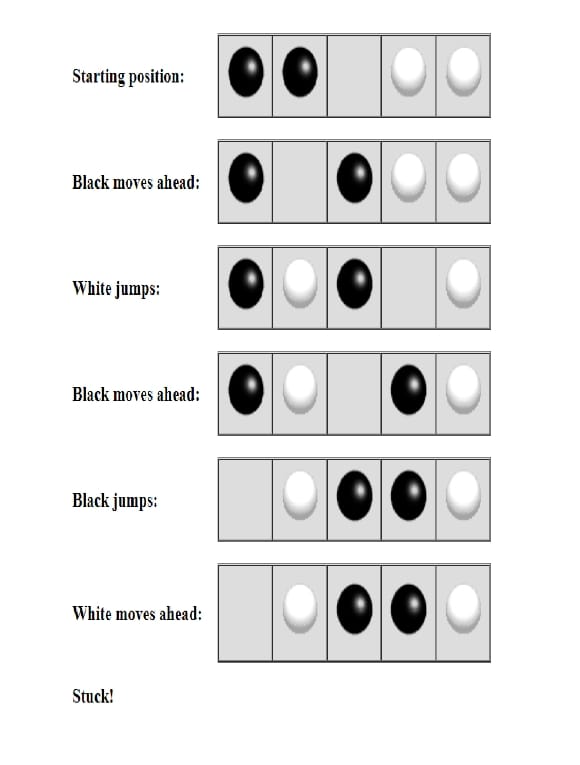 Starting position:
Black moves ahead:
White jumps:
Black moves ahead:
Black jumps:
White moves ahead:
Stuck!